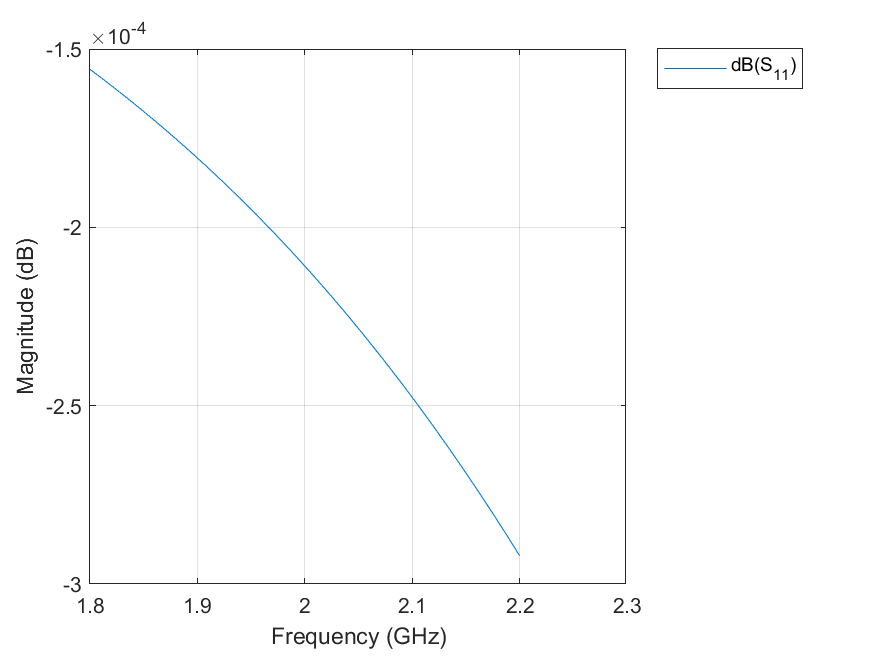 ×10⁻⁴
-1.5
-2
-2.5
-3
1.8 1.9 2 2.1 2.2 2.3
Magnitude (dB)
Frequency (GHz)
dB(S₁₁)